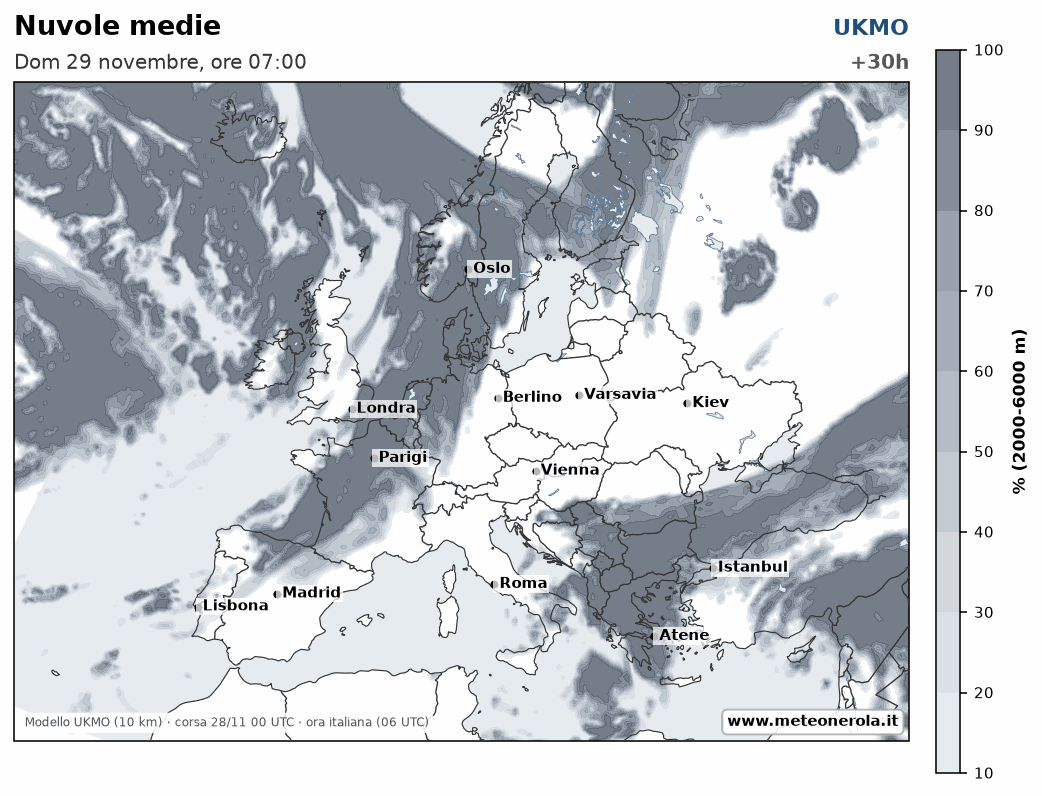 Nuvole medie
UKMO
Dom 29 novembre, ore 07:00
+30h
100
90
80
70
60
50
40
30
20
10
% (2000-6000 m)
Oslo
Berlino
Varsavia
Kiev
Londra
Parigi
Vienna
Istanbul
Roma
Madrid
Lisbona
Atene
Modello UKMO (10 km) · corsa 28/11 00 UTC · ora italiana (06 UTC)
www.meteonerola.it